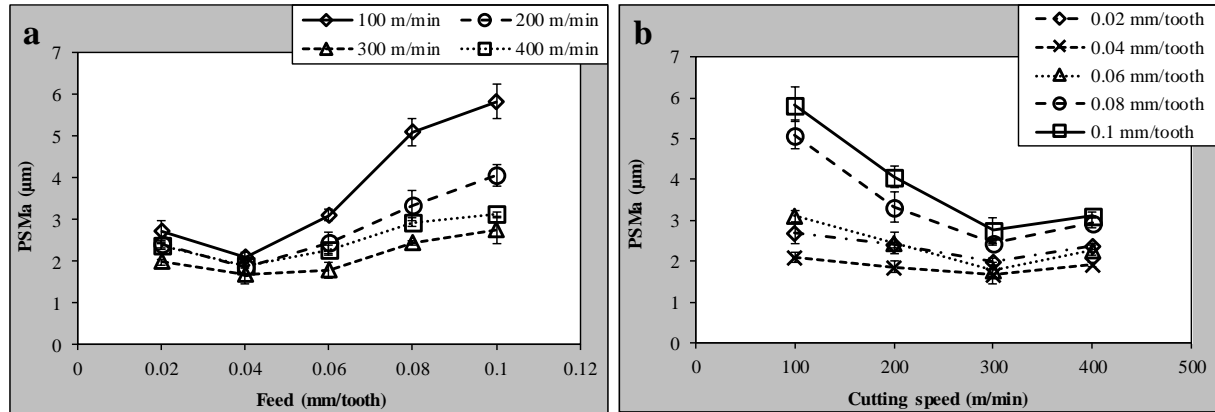 a
100 m/min 200 m/min
300 m/min 400 m/min
7
6
5
4
3
2
1
0
PSMa (µm)
0 0.02 0.04 0.06 0.08 0.1 0.12
Feed (mm/tooth)
b
0.02 mm/tooth
0.04 mm/tooth
0.06 mm/tooth
0.08 mm/tooth
0.1 mm/tooth
7
6
5
4
3
2
1
0
PSMa (µm)
0 100 200 300 400 500
Cutting speed (m/min)